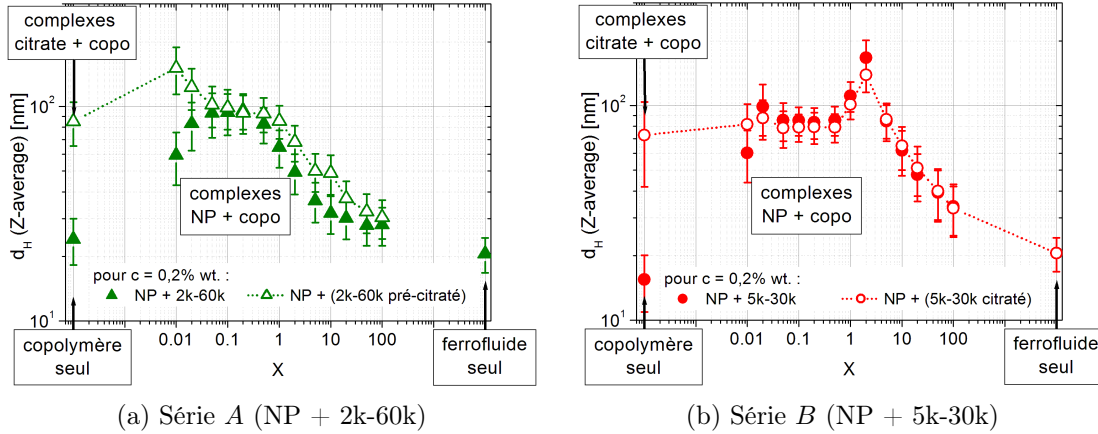 complexes
citrate + copo
d_H (Z-average) [nm]
10²
10¹
complexes
NP + copo
pour c = 0,2% wt. :
NP + 2k-60k
NP + (2k-60k pré-citraté)
0.01 0.1 1 10 100
X
copolymère
seul
ferrofluide
seul
(a) Série A (NP + 2k-60k)
complexes
citrate + copo
d_H (Z-average) [nm]
10²
10¹
complexes
NP + copo
pour c = 0,2% wt. :
NP + 5k-30k
NP + (5k-30k citraté)
0.01 0.1 1 10 100
X
copolymère
seul
ferrofluide
seul
(b) Série B (NP + 5k-30k)